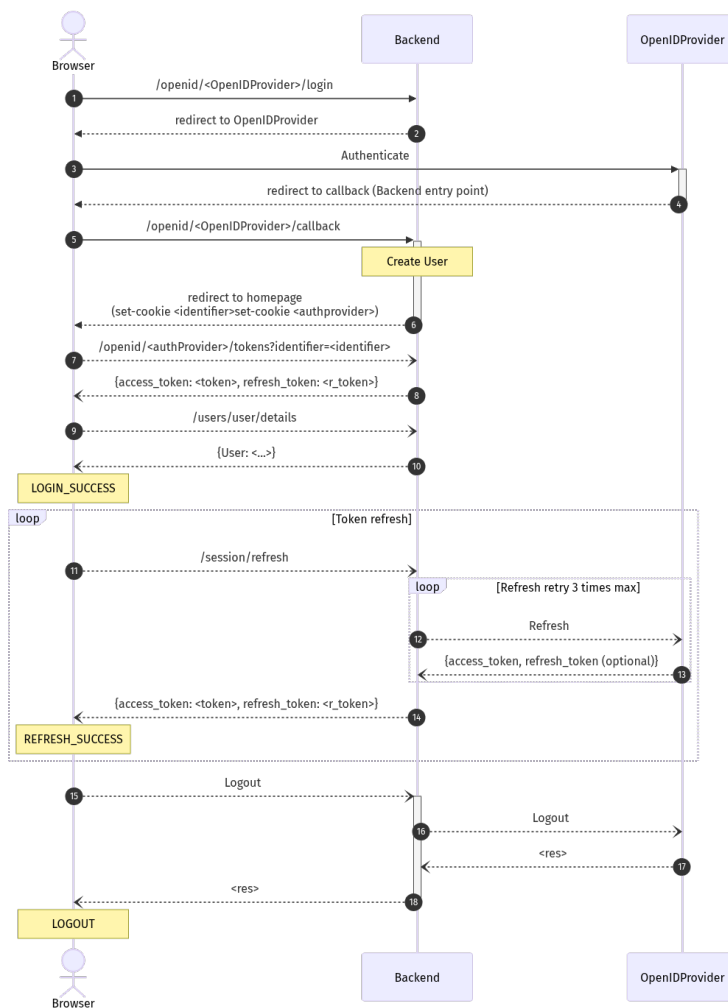 Browser
Backend
OpenIDProvider
/openid/<OpenIDProvider>/login
1
redirect to OpenIDProvider
2
Authenticate
3
redirect to callback (Backend entry point)
4
/openid/<OpenIDProvider>/callback
5
Create User
redirect to homepage
(set-cookie <identifier>set-cookie <authprovider>)
6
/openid/<authProvider>/tokens?identifier=<identifier>
7
{access_token: <token>, refresh_token: <r_token>}
8
/users/user/details
9
{User: <...>}
10
LOGIN_SUCCESS
loop
[Token refresh]
/session/refresh
11
loop
[Refresh retry 3 times max]
Refresh
12
{access_token, refresh_token (optional)}
13
{access_token: <token>, refresh_token: <r_token>}
14
REFRESH_SUCCESS
Logout
15
Logout
16
<res>
17
<res>
18
LOGOUT
Browser
Backend
OpenIDProvider